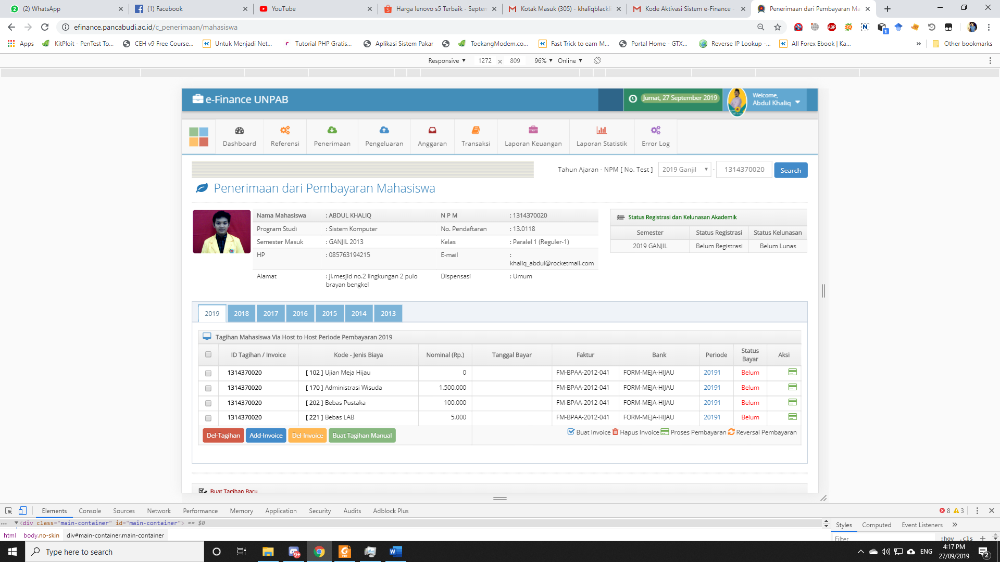 (2) WhatsApp
(1) Facebook
YouTube
Harga lenovo s5 Terbaik - Septen
Kotak Masuk (305) - khaliqblackli
Kode Aktivasi Sistem e-Finance -
Penerimaan dari Pembayaran Ma
efinance.pancabudi.ac.id/c_penerimaan/mahasiswa
Apps
KitPloit - PenTest To...
CEH v9 Free Course...
Untuk Menjadi Net...
Tutorial PHP Gratis...
Aplikasi Sistem Pakar
ToekangModem.co...
Fast Trick to earn M...
Portal Home - GTX...
Reverse IP Lookup -...
All Forex Ebook | Ka...
»
Other bookmarks
Responsive ▼ 1272 × 809 96% ▼ Online ▼
e-Finance UNPAB
Jumat, 27 September 2019
Welcome,
Abdul Khaliq
Dashboard
Referensi
Penerimaan
Pengeluaran
Anggaran
Transaksi
Laporan Keuangan
Laporan Statistik
Error Log
Tahun Ajaran - NPM [ No. Test ] 2019 Ganjil - 1314370020 Search
Penerimaan dari Pembayaran Mahasiswa
Nama Mahasiswa : ABDUL KHALIQ N P M : 1314370020
Program Studi : Sistem Komputer No. Pendaftaran : 13.0118
Semester Masuk : GANJIL 2013 Kelas : Paralel 1 (Reguler-1)
HP : 085763194215 E-mail :
khaliq_abdul@rocketmail.com
Alamat : jl.mesjid no.2 lingkungan 2 pulo Dispensasi : Umum
brayan bengkel
Status Registrasi dan Kelunasan Akademik
Semester Status Registrasi Status Kelunasan
2019 GANJIL Belum Registrasi Belum Lunas
2019 2018 2017 2016 2015 2014 2013
Tagihan Mahasiswa Via Host to Host Periode Pembayaran 2019
ID Tagihan / Invoice Kode - Jenis Biaya Nominal (Rp.) Tanggal Bayar Faktur Bank Periode Status Bayar Aksi
1314370020 [ 102 ] Ujian Meja Hijau 0 FM-BPAA-2012-041 FORM-MEJA-HIJAU 20191 Belum
1314370020 [ 170 ] Administrasi Wisuda 1.500.000 FM-BPAA-2012-041 FORM-MEJA-HIJAU 20191 Belum
1314370020 [ 202 ] Bebas Pustaka 100.000 FM-BPAA-2012-041 FORM-MEJA-HIJAU 20191 Belum
1314370020 [ 221 ] Bebas LAB 5.000 FM-BPAA-2012-041 FORM-MEJA-HIJAU 20191 Belum
Del-Tagihan Add-Invoice Del-Invoice Buat Tagihan Manual
Buat Invoice Hapus Invoice Proses Pembayaran Reversal Pembayaran
Buat Tagihan Baru
Elements Console Sources Network Performance Memory Application Security Audits Adblock Plus
8 3
... ▼<div class="main-container" id="main-container"> == $0
Styles Computed Event Listeners »
html body.no-skin div#main-container.main-container
Filter :hov .cls +
Type here to search
ENG
4:17 PM
27/09/2019
2